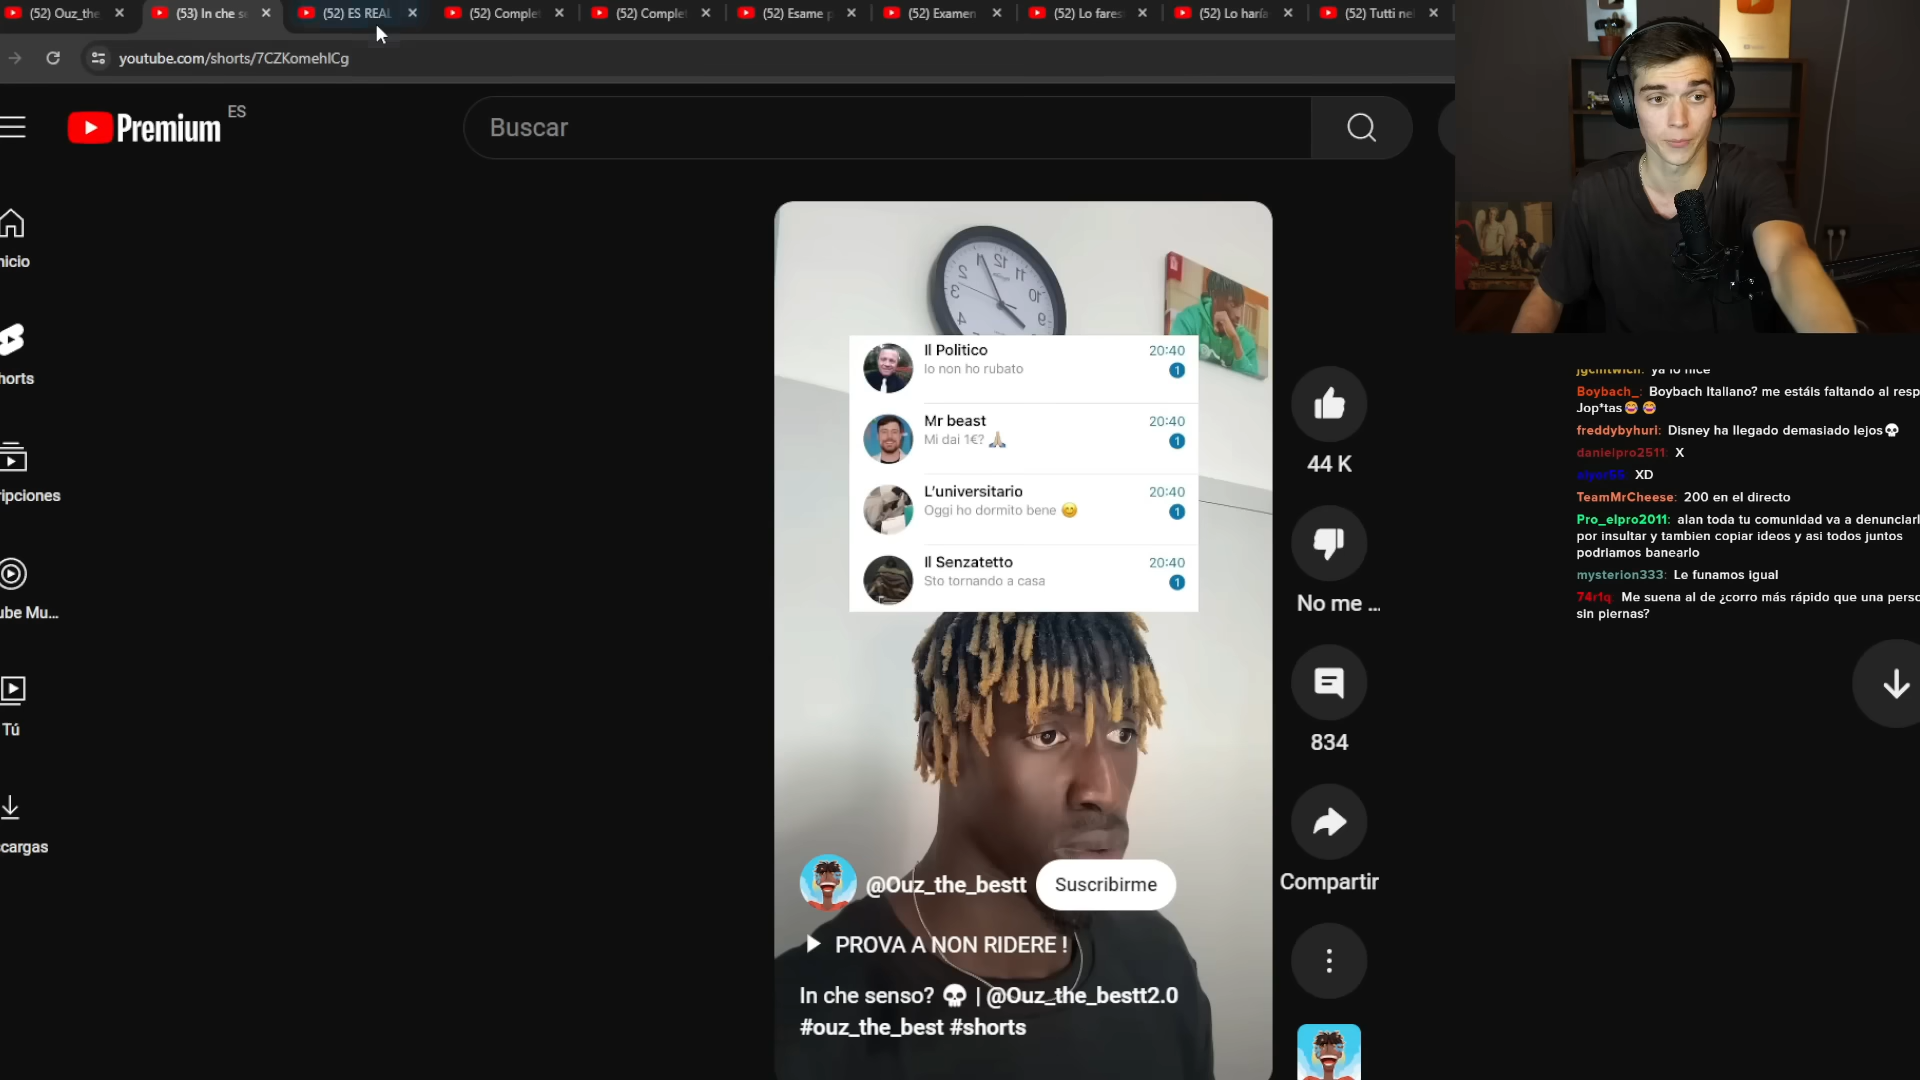 (52) Ouz_the
(53) In che s
(52) ES REAL
(52) Complet
(52) Comple
(52) Esame p
(52) Examen
(52) Lo fares
(52) Lo haría
(52) Tutti ne
youtube.com/shorts/7CZKomehlCg
Premium
ES
Buscar
nicio
horts
ripciones
ube Mu...
Tú
cargas
Il Politico
20:40
Io non ho rubato
1
Mr beast
20:40
Mi dai 1€? 🙏🏼
1
L'universitario
20:40
Oggi ho dormito bene 😊
1
Il Senzatetto
20:40
Sto tornando a casa
1
@Ouz_the_bestt
Suscribirme
PROVA A NON RIDERE !
In che senso? 💀 | @Ouz_the_bestt2.0
#ouz_the_best #shorts
44 K
No me ...
834
Compartir
Boybach_: Boybach Italiano? me estáis faltando al resp
Jop*tas😂 😂
freddybyhuri: Disney ha llegado demasiado lejos💀
danielpro2511: X
XD
TeamMrCheese: 200 en el directo
Pro_elpro2011: alan toda tu comunidad va a denunciarl
por insultar y tambien copiar ideos y asi todos juntos
podriamos banearlo
mysterion333: Le funamos igual
74r1q: Me suena al de ¿corro más rápido que una perso
sin piernas?